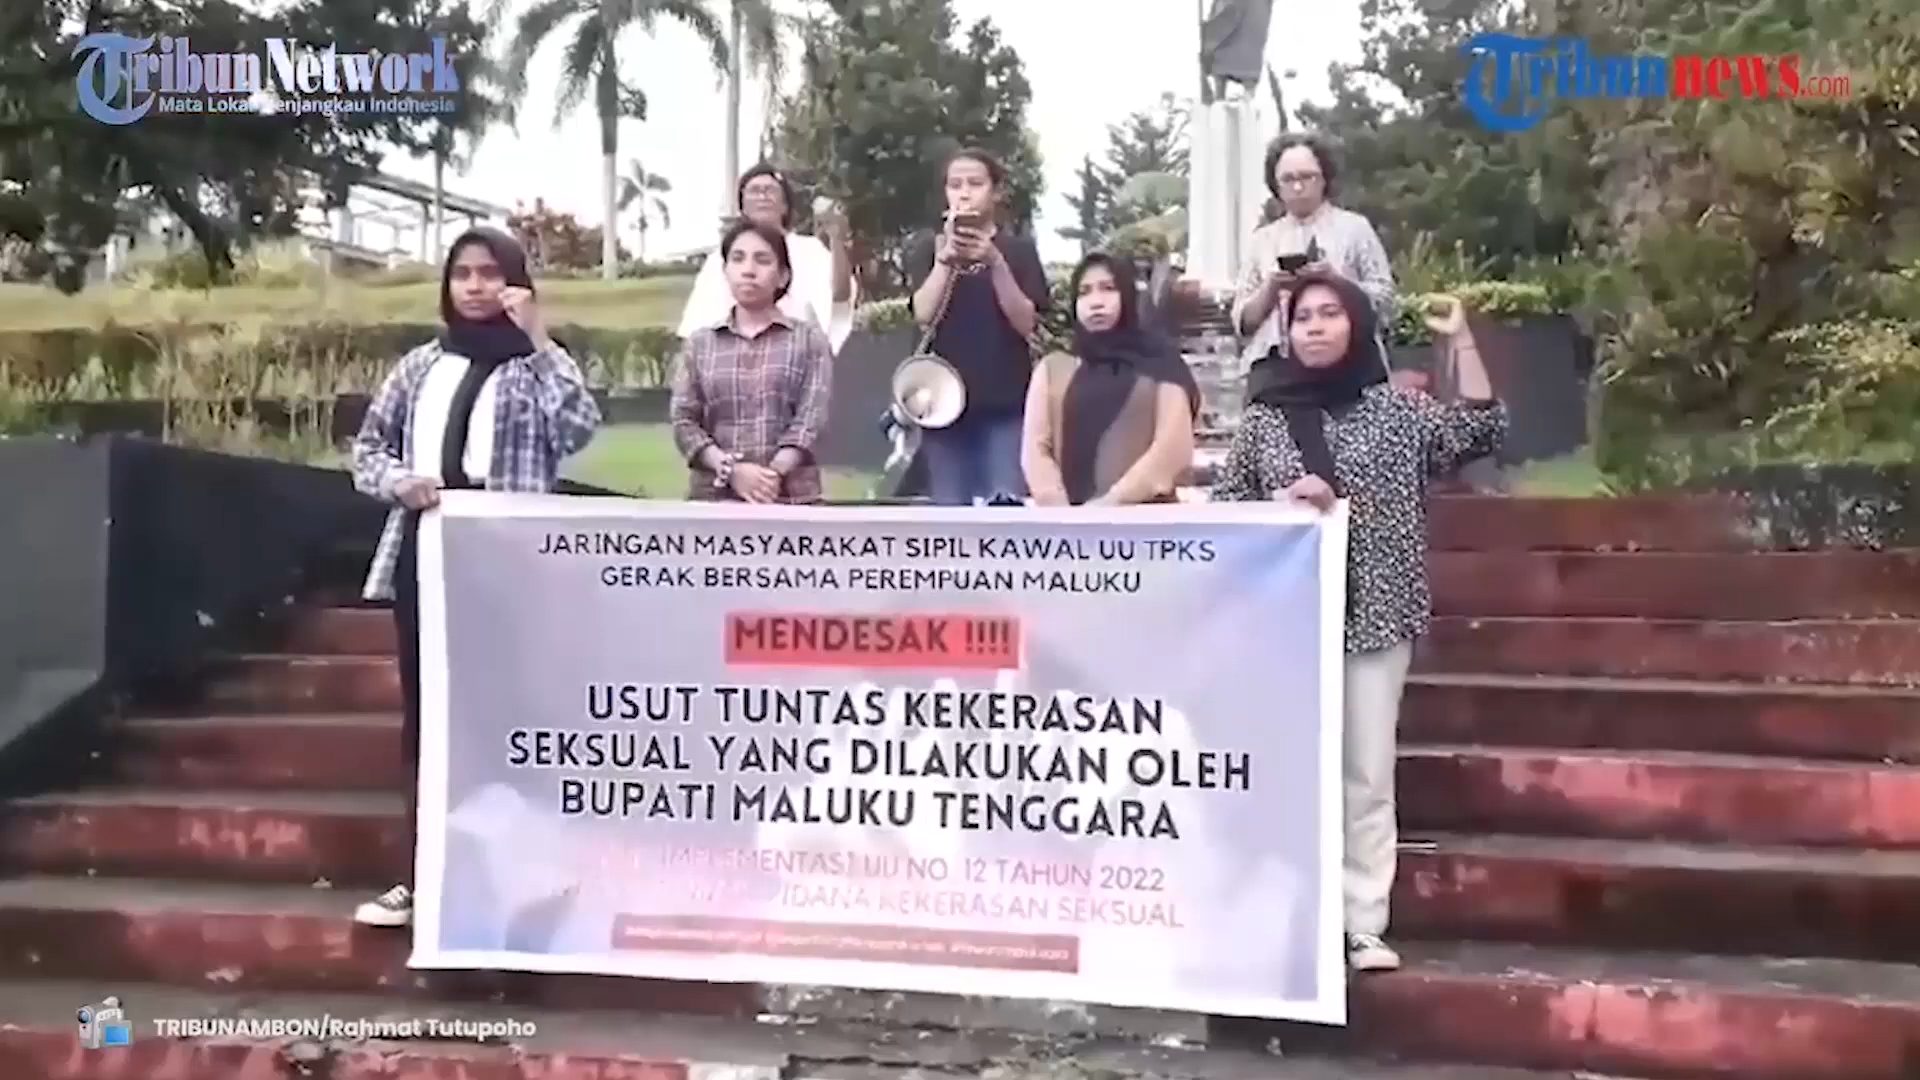 Tribun Network
Mata Lokal Menjangkau Indonesia
Tribunnews.com
JARINGAN MASYARAKAT SIPIL KAWAL UU TPKS
GERAK BERSAMA PEREMPUAN MALUKU
MENDESAK !!!!
USUT TUNTAS KEKERASAN
SEKSUAL YANG DILAKUKAN OLEH
BUPATI MALUKU TENGGARA
IMPLEMENTASI UU NO 12 TAHUN 2022
PIDANA KEKERASAN SEKSUAL
TRIBUNAMBON/Rahmat Tutupoho